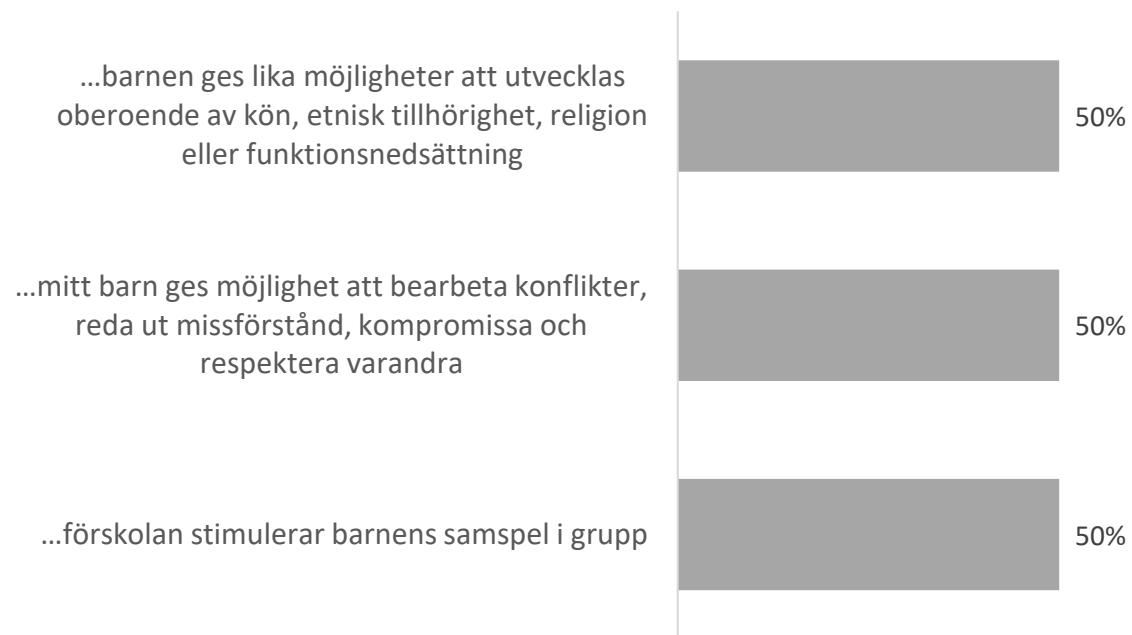 …barnen ges lika möjligheter att utvecklas
oberoende av kön, etnisk tillhörighet, religion
eller funktionsnedsättning
50%
…mitt barn ges möjlighet att bearbeta konflikter,
reda ut missförstånd, kompromissa och
respektera varandra
50%
…förskolan stimulerar barnens samspel i grupp
50%